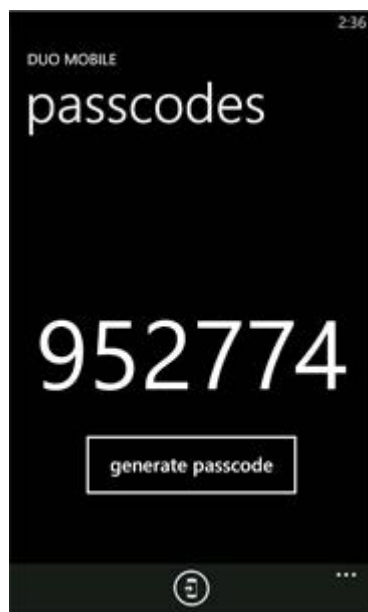 2:36
DUO MOBILE
passcodes
952774
generate passcode
...